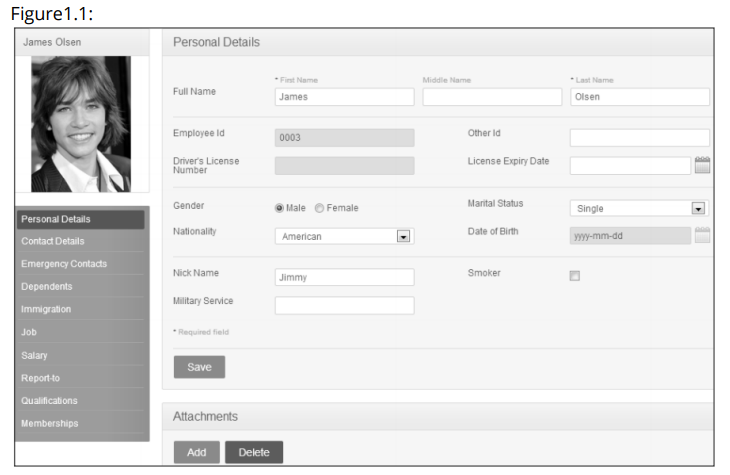 Figure1.1:
James Olsen
Personal Details
Contact Details
Emergency Contacts
Dependents
Immigration
Job
Salary
Report-to
Qualifications
Memberships
Personal Details
* First Name Middle Name * Last Name
Full Name James Olsen
Employee Id 0003 Other Id
Driver's License Number License Expiry Date
Gender Male Female Marital Status Single
Nationality American Date of Birth yyyy-mm-dd
Nick Name Jimmy Smoker
Military Service
* Required field
Save
Attachments
Add Delete